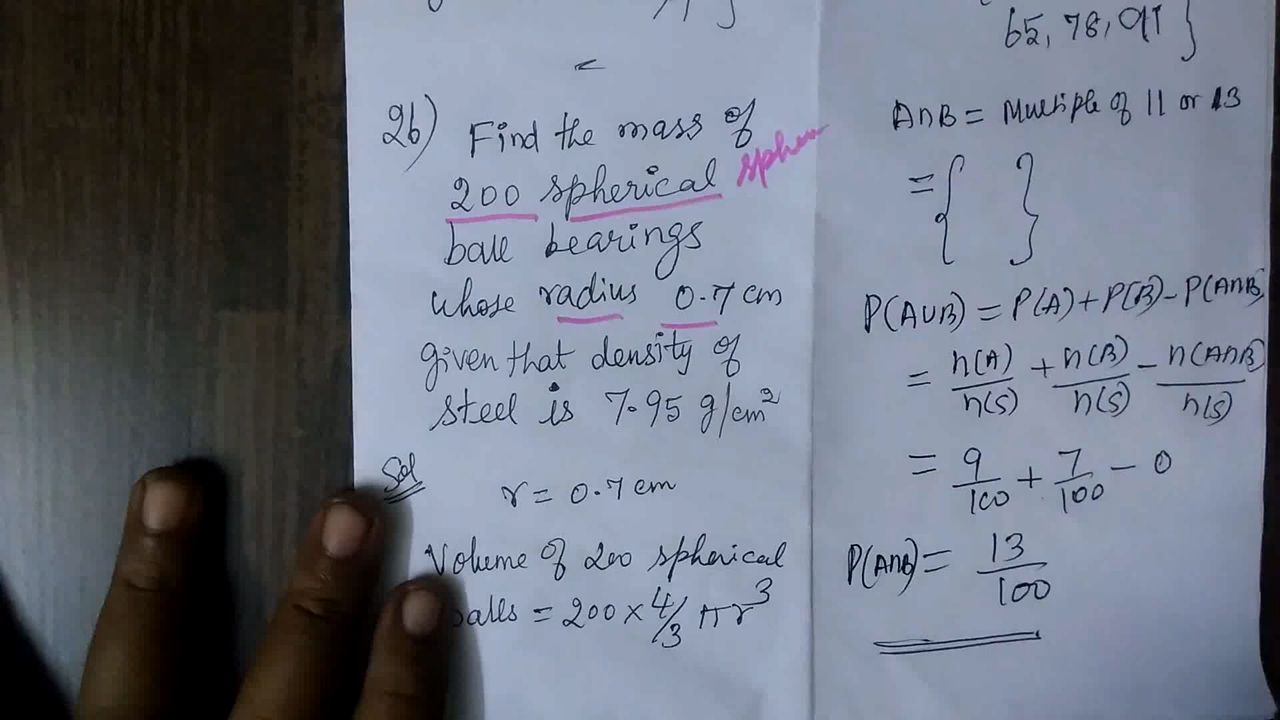 26) Find the mass of
200 spherical
ball bearings
whose radius 0.7 cm
given that density of
steel is 7.95 g/cm²
Sol
r = 0.7 cm
Volume of 200 spherical
balls = 200 × 4/3 πr³
65, 78, 91 }
A∩B = Multiple of 11 or 13
= { }
P(A∪B) = P(A) + P(B) - P(A∩B)
= n(A)/n(S) + n(B)/n(S) - n(A∩B)/n(S)
= 9/100 + 7/100 - 0
P(A∩B) = 13/100